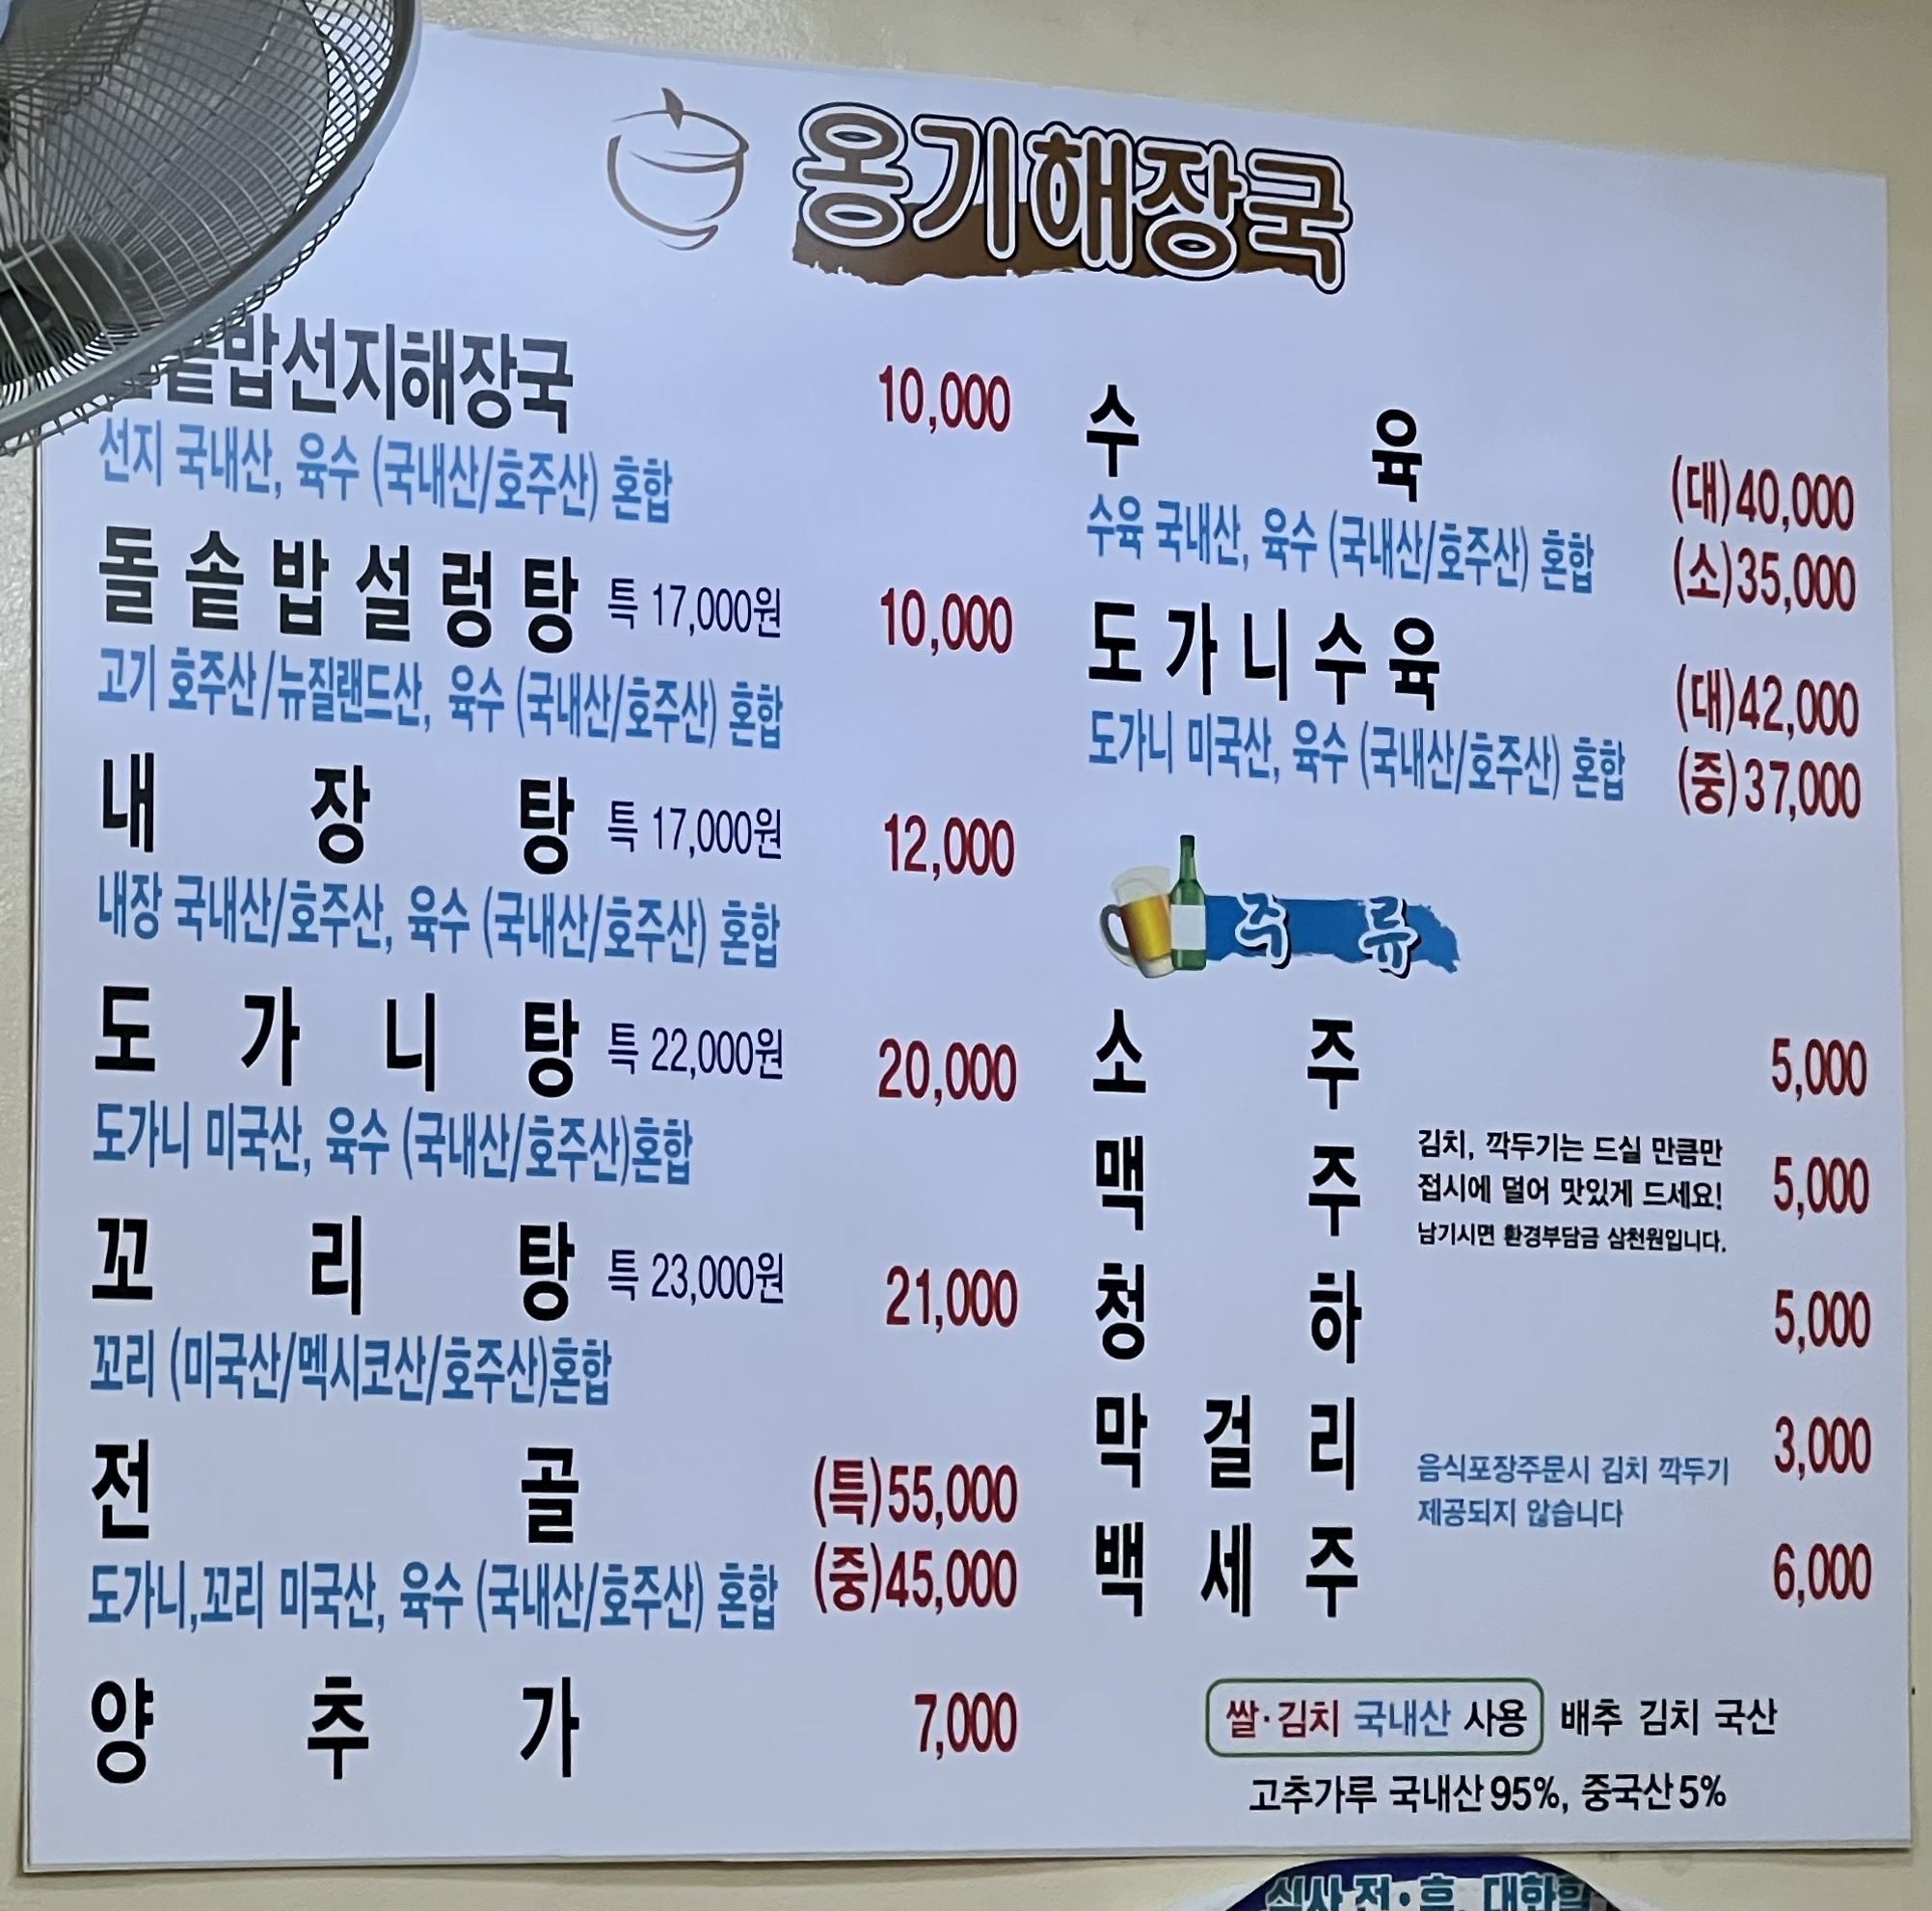 옹기해장국
솥밥선지해장국 10,000
선지 국내산, 육수 (국내산/호주산) 혼합
돌솥밥설렁탕 특 17,000원 10,000
고기 호주산/뉴질랜드산, 육수 (국내산/호주산) 혼합
내장탕 특 17,000원 12,000
내장 국내산/호주산, 육수 (국내산/호주산) 혼합
도가니탕 특 22,000원 20,000
도가니 미국산, 육수 (국내산/호주산)혼합
꼬리탕 특 23,000원 21,000
꼬리 (미국산/멕시코산/호주산)혼합
전골 (특)55,000
(중)45,000
도가니,꼬리 미국산, 육수 (국내산/호주산) 혼합
양추가 7,000
수육 (대)40,000
(소)35,000
수육 국내산, 육수 (국내산/호주산) 혼합
도가니수육 (대)42,000
(중)37,000
도가니 미국산, 육수 (국내산/호주산) 혼합
주류
소주 5,000
맥주 5,000
김치, 깍두기는 드실 만큼만
접시에 덜어 맛있게 드세요!
남기시면 환경부담금 삼천원입니다.
청하 5,000
막걸리 3,000
음식포장주문시 김치 깍두기
제공되지 않습니다
백세주 6,000
쌀·김치 국내산 사용 배추 김치 국산
고추가루 국내산 95%, 중국산 5%
식사 전·후, 대화할